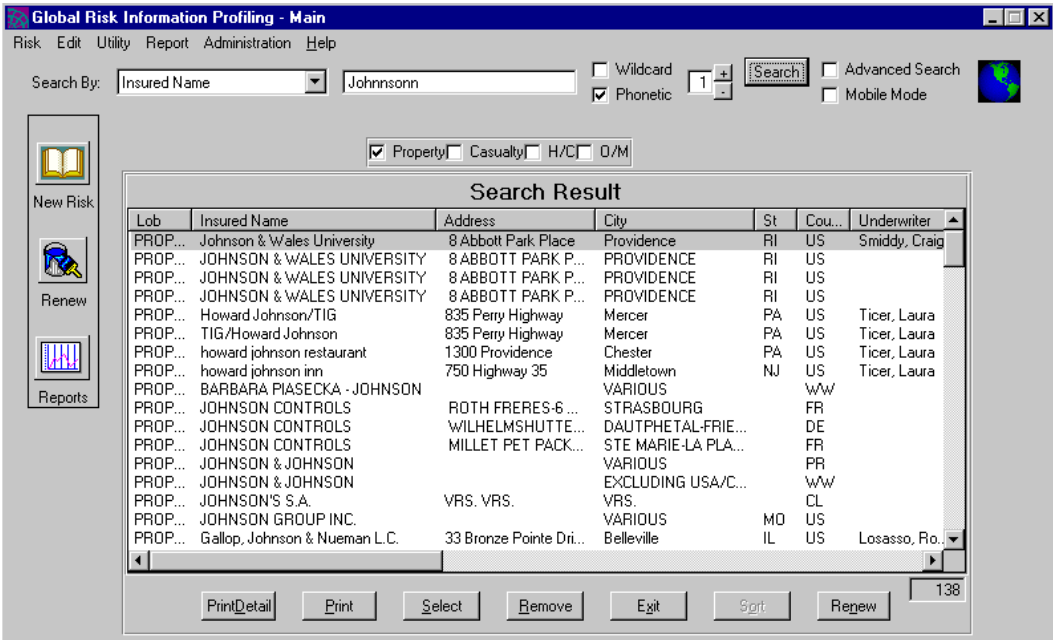 Global Risk Information Profiling - Main
Risk Edit Utility Report Administration Help
Search By: Insured Name Johnnsonn Wildcard Phonetic 1 + - Search Advanced Search Mobile Mode
Property Casualty H/C O/M
New Risk
Renew
Reports
Search Result
Lob Insured Name Address City St Cou... Underwriter
PROP... Johnson & Wales University 8 Abbott Park Place Providence RI US Smiddy, Craig
PROP... JOHNSON & WALES UNIVERSITY 8 ABBOTT PARK P... PROVIDENCE RI US
PROP... JOHNSON & WALES UNIVERSITY 8 ABBOTT PARK P... PROVIDENCE RI US
PROP... JOHNSON & WALES UNIVERSITY 8 ABBOTT PARK P... PROVIDENCE RI US
PROP... Howard Johnson/TIG 835 Perry Highway Mercer PA US Ticer, Laura
PROP... TIG/Howard Johnson 835 Perry Highway Mercer PA US Ticer, Laura
PROP... howard johnson restaurant 1300 Providence Chester PA US Ticer, Laura
PROP... howard johnson inn 750 Highway 35 Middletown NJ US Ticer, Laura
PROP... BARBARA PIASECKA - JOHNSON VARIOUS WW
PROP... JOHNSON CONTROLS ROTH FRERES-6 ... STRASBOURG FR
PROP... JOHNSON CONTROLS WILHELMSHUTTE... DAUTPHETAL-FRIE... DE
PROP... JOHNSON CONTROLS MILLET PET PACK... STE MARIE-LA PLA... FR
PROP... JOHNSON & JOHNSON VARIOUS PR
PROP... JOHNSON & JOHNSON EXCLUDING USA/C... WW
PROP... JOHNSON'S S.A. VRS. VRS. VRS. CL
PROP... JOHNSON GROUP INC. VARIOUS MO US
PROP... Gallop, Johnson & Nueman L.C. 33 Bronze Pointe Dri... Belleville IL US Losasso, Ro...
138
PrintDetail Print Select Remove Exit Sort Renew